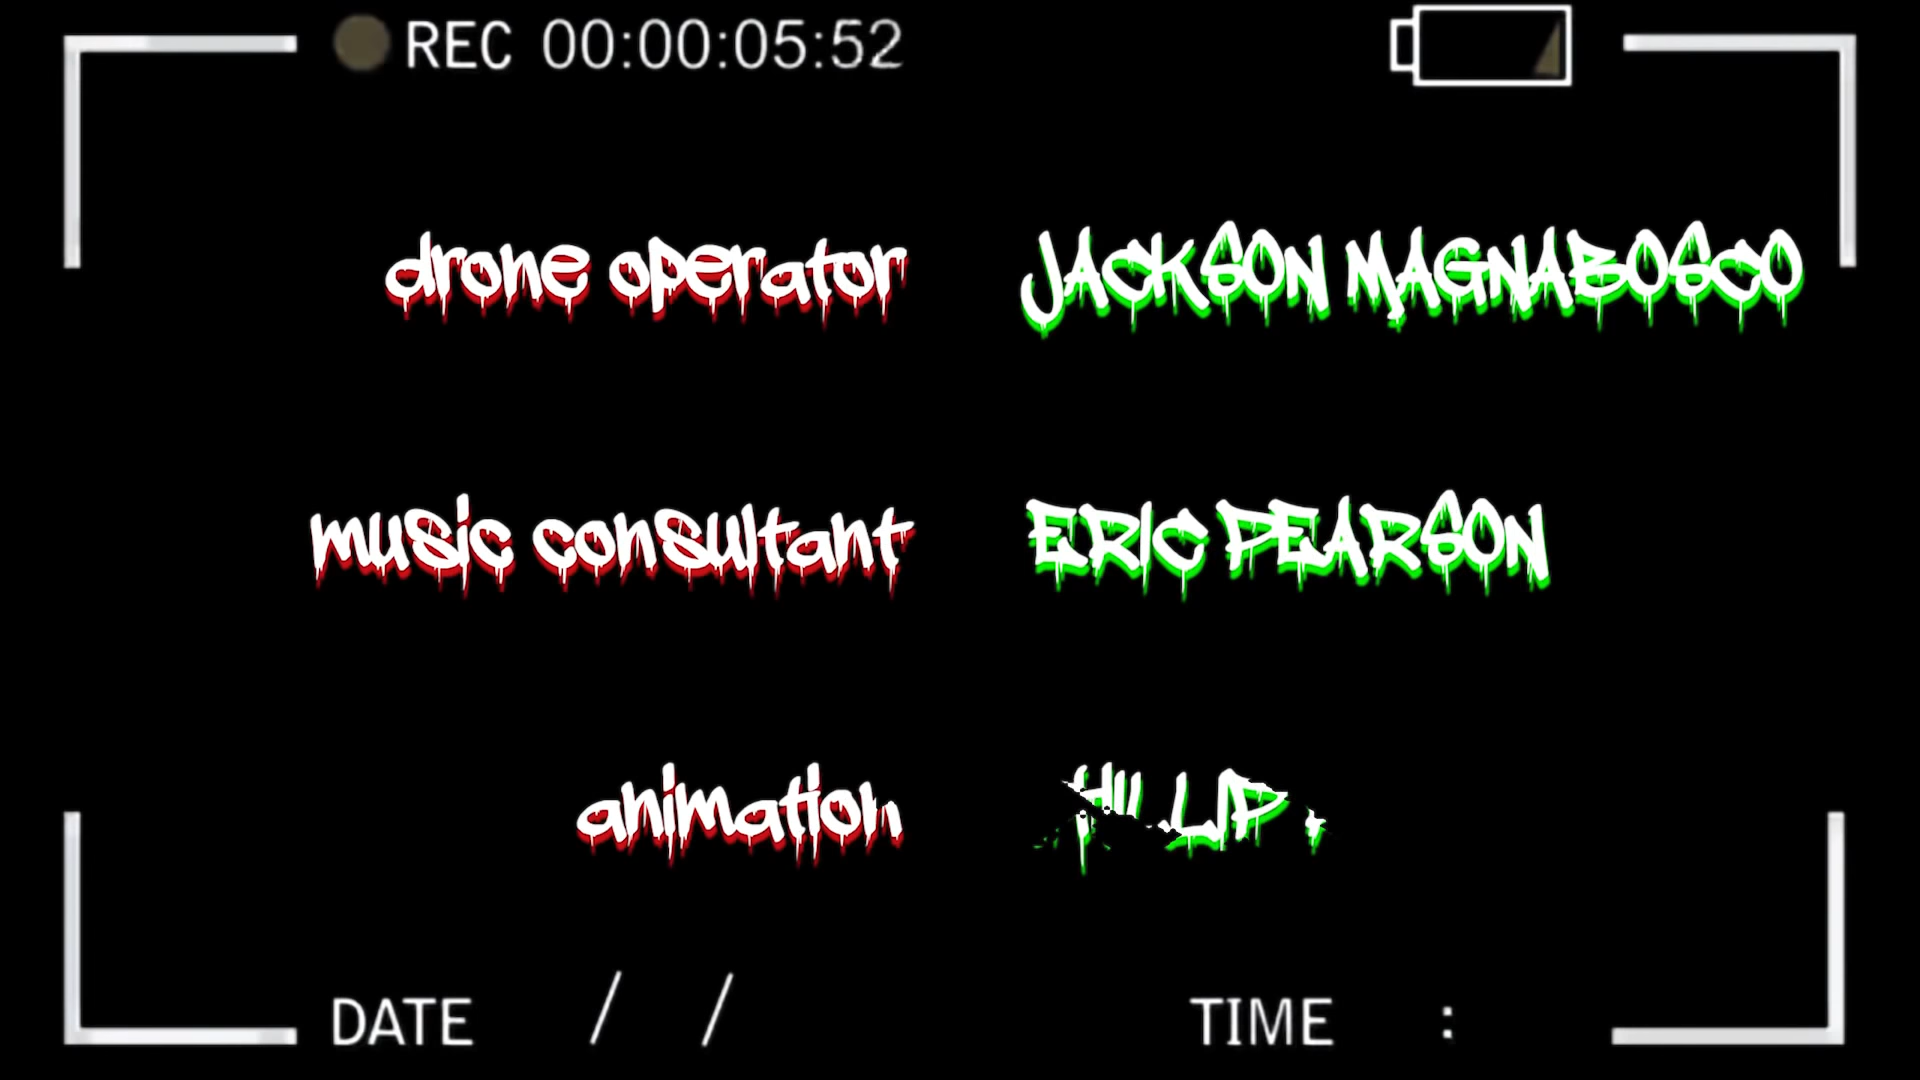 REC 00:00:05:52
drone operator JACKSON MAGNABOSCO
music consultant ERIC PEARSON
animation
DATE / /
TIME :